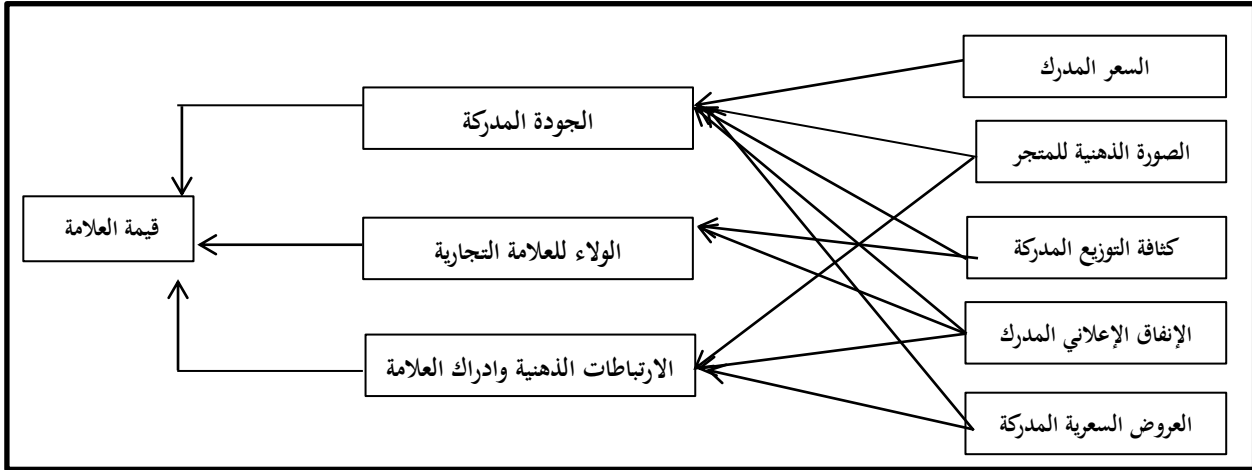 السعر المدرك
الصورة الذهنية للمتجر
كثافة التوزيع المدركة
الإنفاق الإعلاني المدرك
العروض السعرية المدركة
الجودة المدركة
الولاء للعلامة التجارية
الارتباطات الذهنية وادراك العلامة
قيمة العلامة